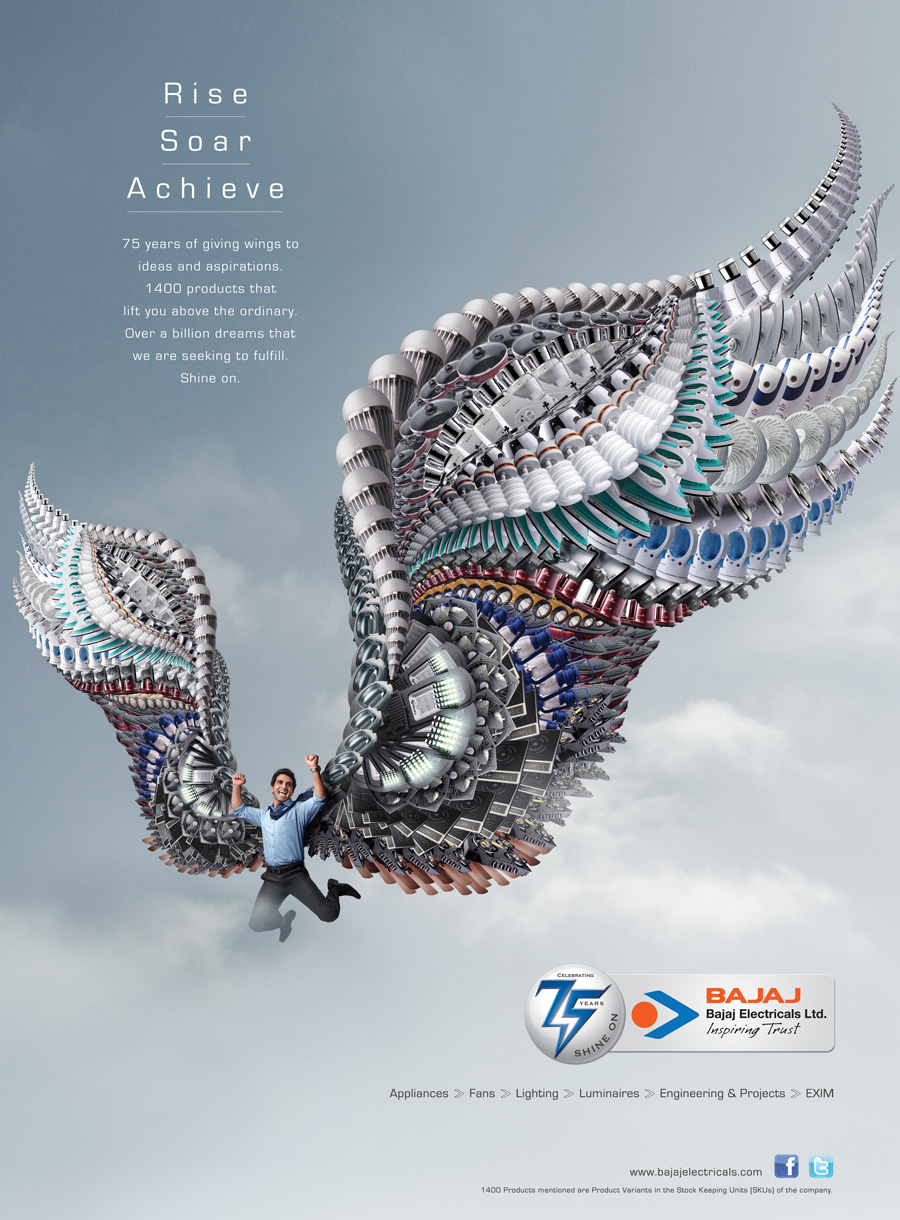 Rise
Soar
Achieve
75 years of giving wings to
ideas and aspirations.
1400 products that
lift you above the ordinary.
Over a billion dreams that
we are seeking to fulfill.
Shine on.
CELEBRATING
75
YEARS
SHINE ON
BAJAJ
Bajaj Electricals Ltd.
Inspiring Trust
Appliances >> Fans >> Lighting >> Luminaires >> Engineering & Projects >> EXIM
www.bajajelectricals.com f t
1400 Products mentioned are Product Variants in the Stock Keeping Units (SKUs) of the company.